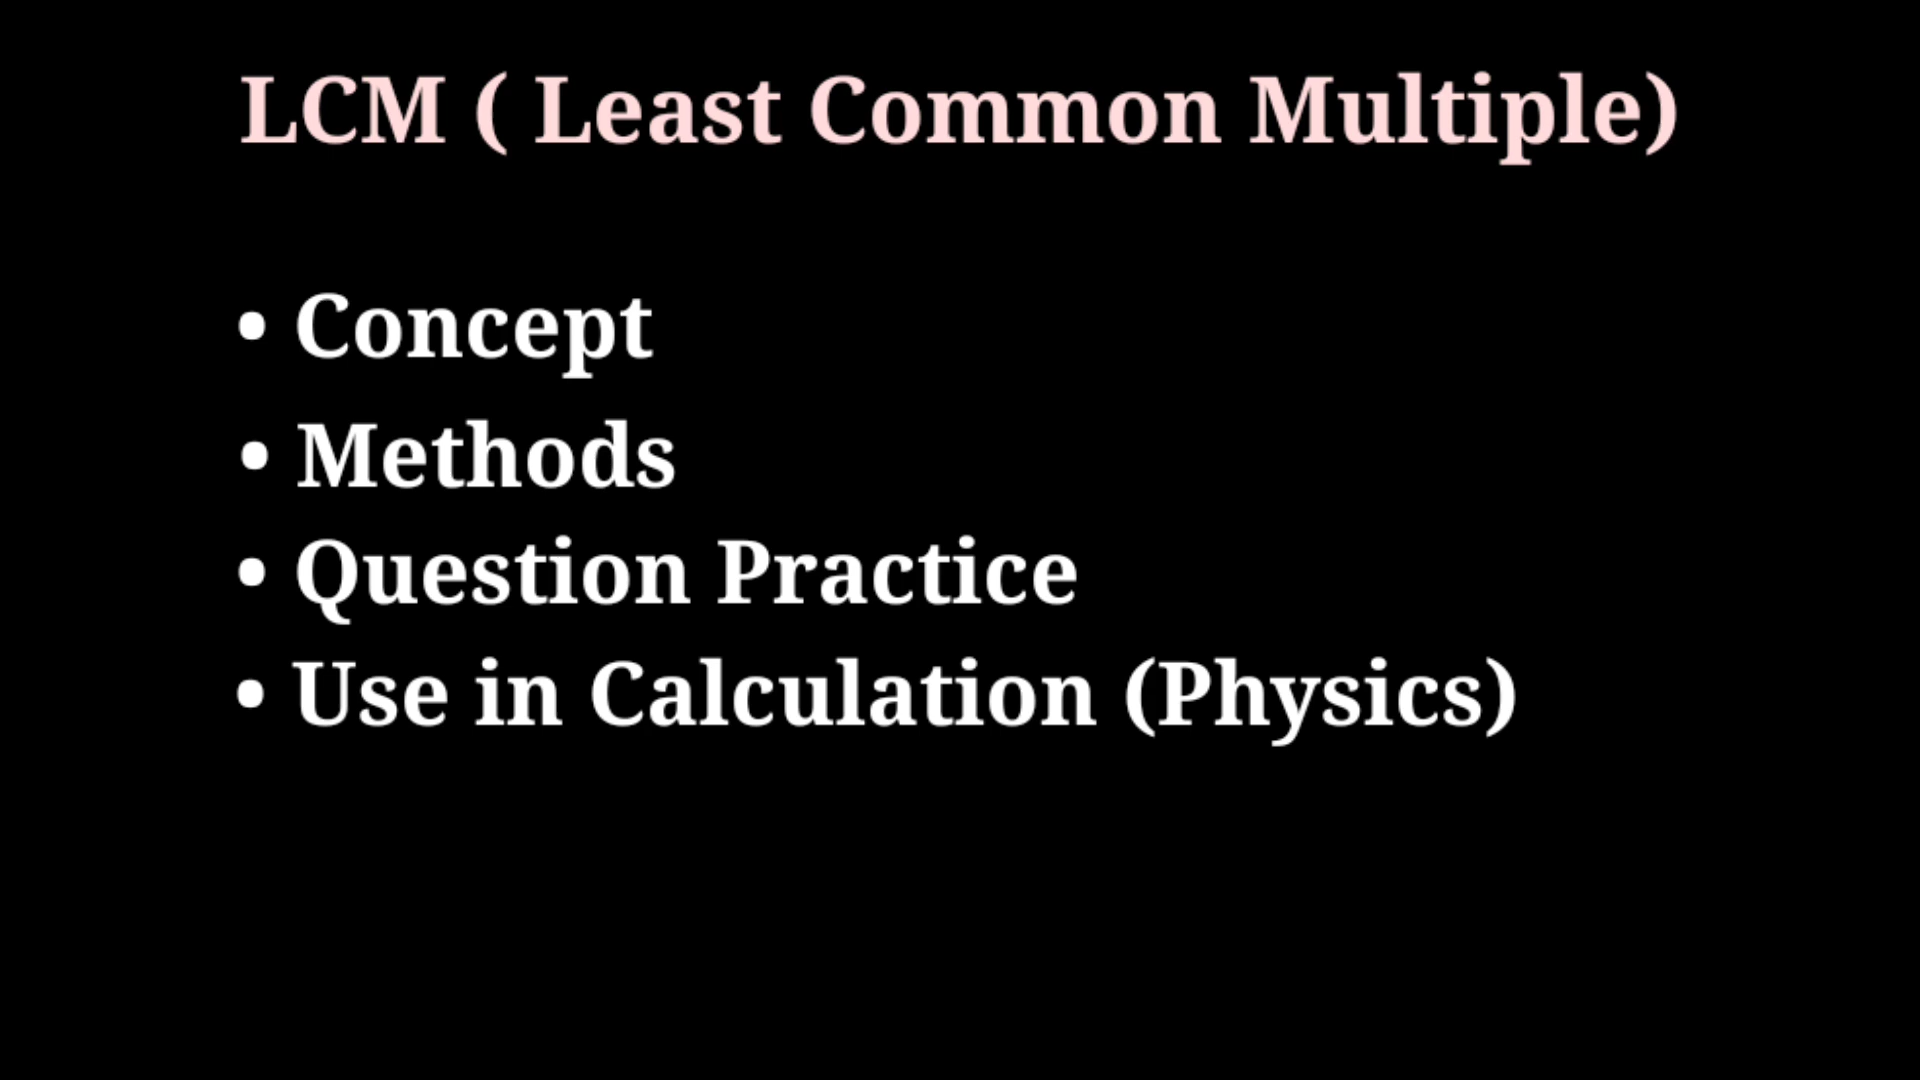 LCM ( Least Common Multiple)
• Concept
• Methods
• Question Practice
• Use in Calculation (Physics)